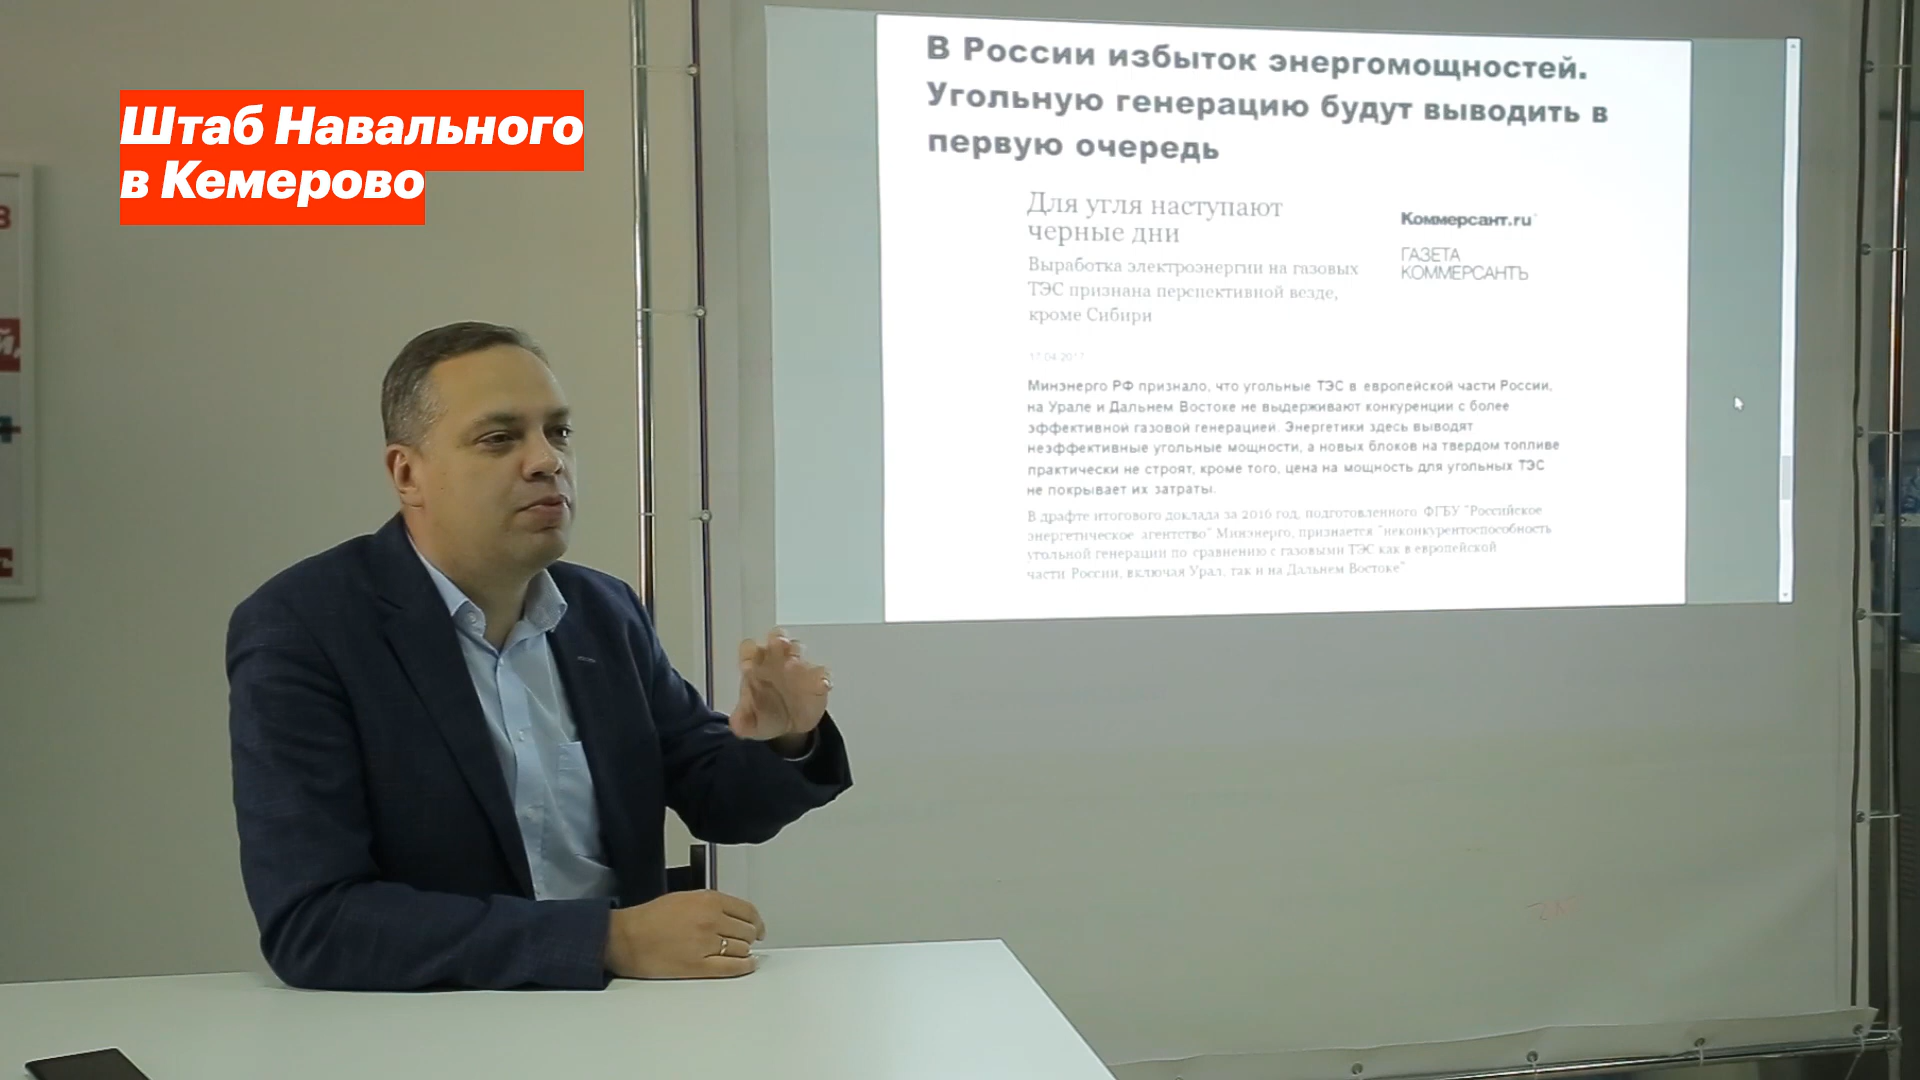 Штаб Навального
в Кемерово
В России избыток энергомощностей.
Угольную генерацию будут выводить в
первую очередь
Для угля наступают
черные дни
Коммерсант.ru
ГАЗЕТА
КОММЕРСАНТЪ
Выработка электроэнергии на газовых
ТЭС признана перспективной везде,
кроме Сибири
17.04.2017
Минэнерго РФ признало, что угольные ТЭС в европейской части России,
на Урале и Дальнем Востоке не выдерживают конкуренции с более
эффективной газовой генерацией. Энергетики здесь выводят
неэффективные угольные мощности, а новых блоков на твердом топливе
практически не строят, кроме того, цена на мощность для угольных ТЭС
не покрывает их затраты.
В драфте итогового доклада за 2016 год, подготовленного ФГБУ "Российское
энергетическое агентство" Минэнерго, признается "неконкурентоспособность
угольной генерации по сравнению с газовыми ТЭС как в европейской
части России, включая Урал, так и на Дальнем Востоке"